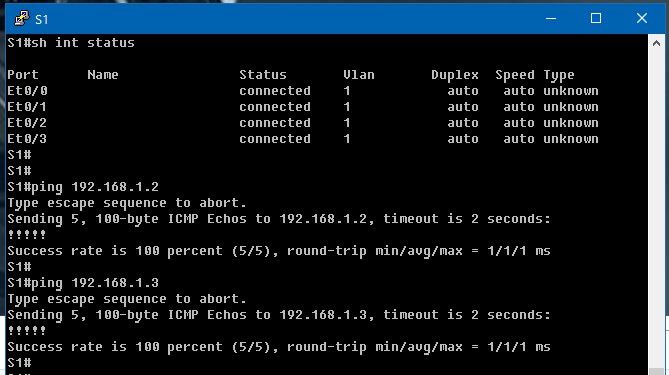 S1
S1#sh int status
Port Name Status Vlan Duplex Speed Type
Et0/0 connected 1 auto auto unknown
Et0/1 connected 1 auto auto unknown
Et0/2 connected 1 auto auto unknown
Et0/3 connected 1 auto auto unknown
S1#
S1#
S1#ping 192.168.1.2
Type escape sequence to abort.
Sending 5, 100-byte ICMP Echos to 192.168.1.2, timeout is 2 seconds:
!!!!!
Success rate is 100 percent (5/5), round-trip min/avg/max = 1/1/1 ms
S1#
S1#ping 192.168.1.3
Type escape sequence to abort.
Sending 5, 100-byte ICMP Echos to 192.168.1.3, timeout is 2 seconds:
!!!!!
Success rate is 100 percent (5/5), round-trip min/avg/max = 1/1/1 ms
S1#